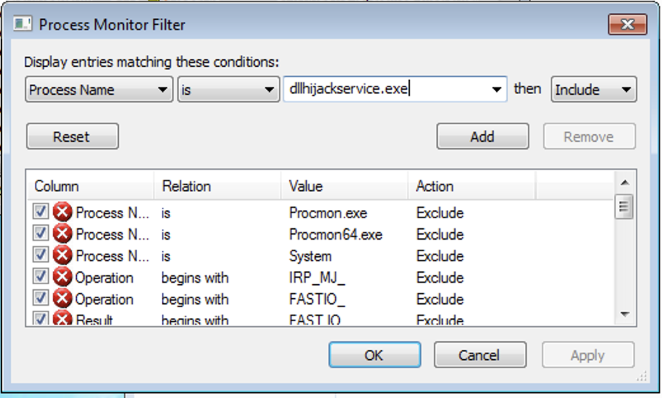 Process Monitor Filter
Display entries matching these conditions:
Process Name is dllhijackservice.exe then Include
Reset Add Remove
Column Relation Value Action
Process N... is Procmon.exe Exclude
Process N... is Procmon64.exe Exclude
Process N... is System Exclude
Operation begins with IRP_MJ_ Exclude
Operation begins with FASTIO_ Exclude
Result begins with FAST IO Exclude
OK Cancel Apply